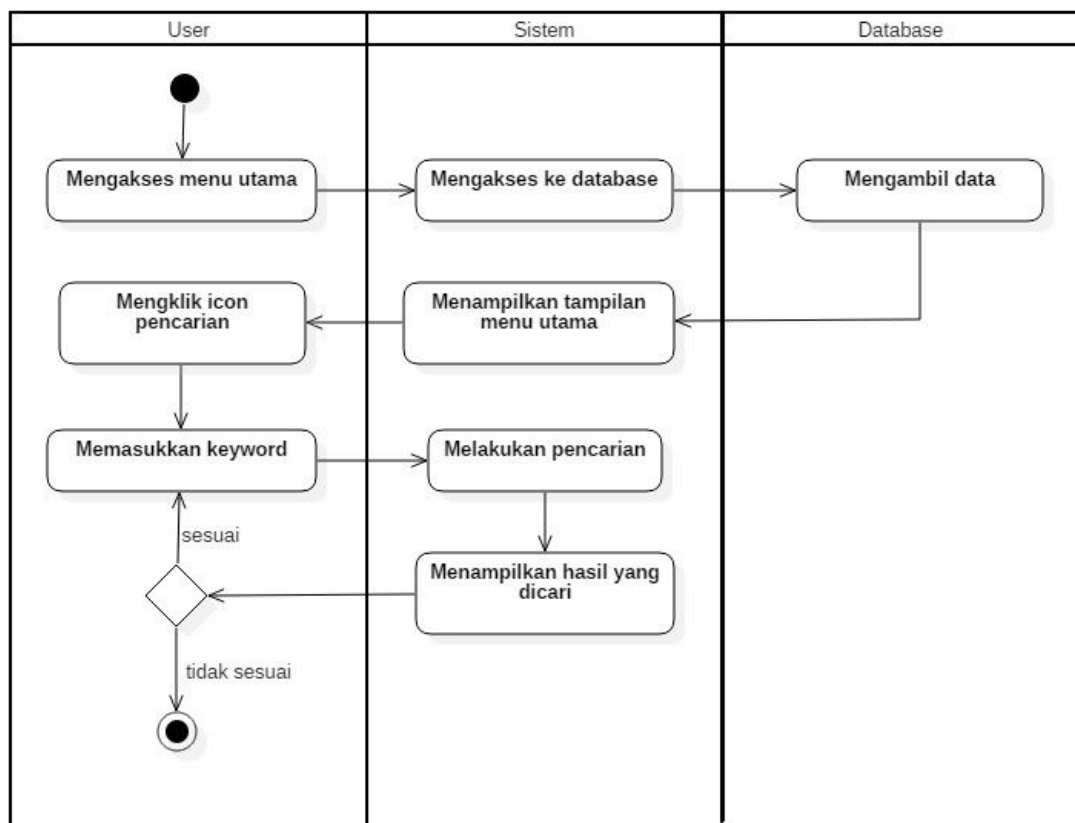 User
Sistem
Database
Mengakses menu utama
Mengakses ke database
Mengambil data
Mengklik icon
pencarian
Menampilkan tampilan
menu utama
Memasukkan keyword
Melakukan pencarian
sesuai
Menampilkan hasil yang
dicari
tidak sesuai